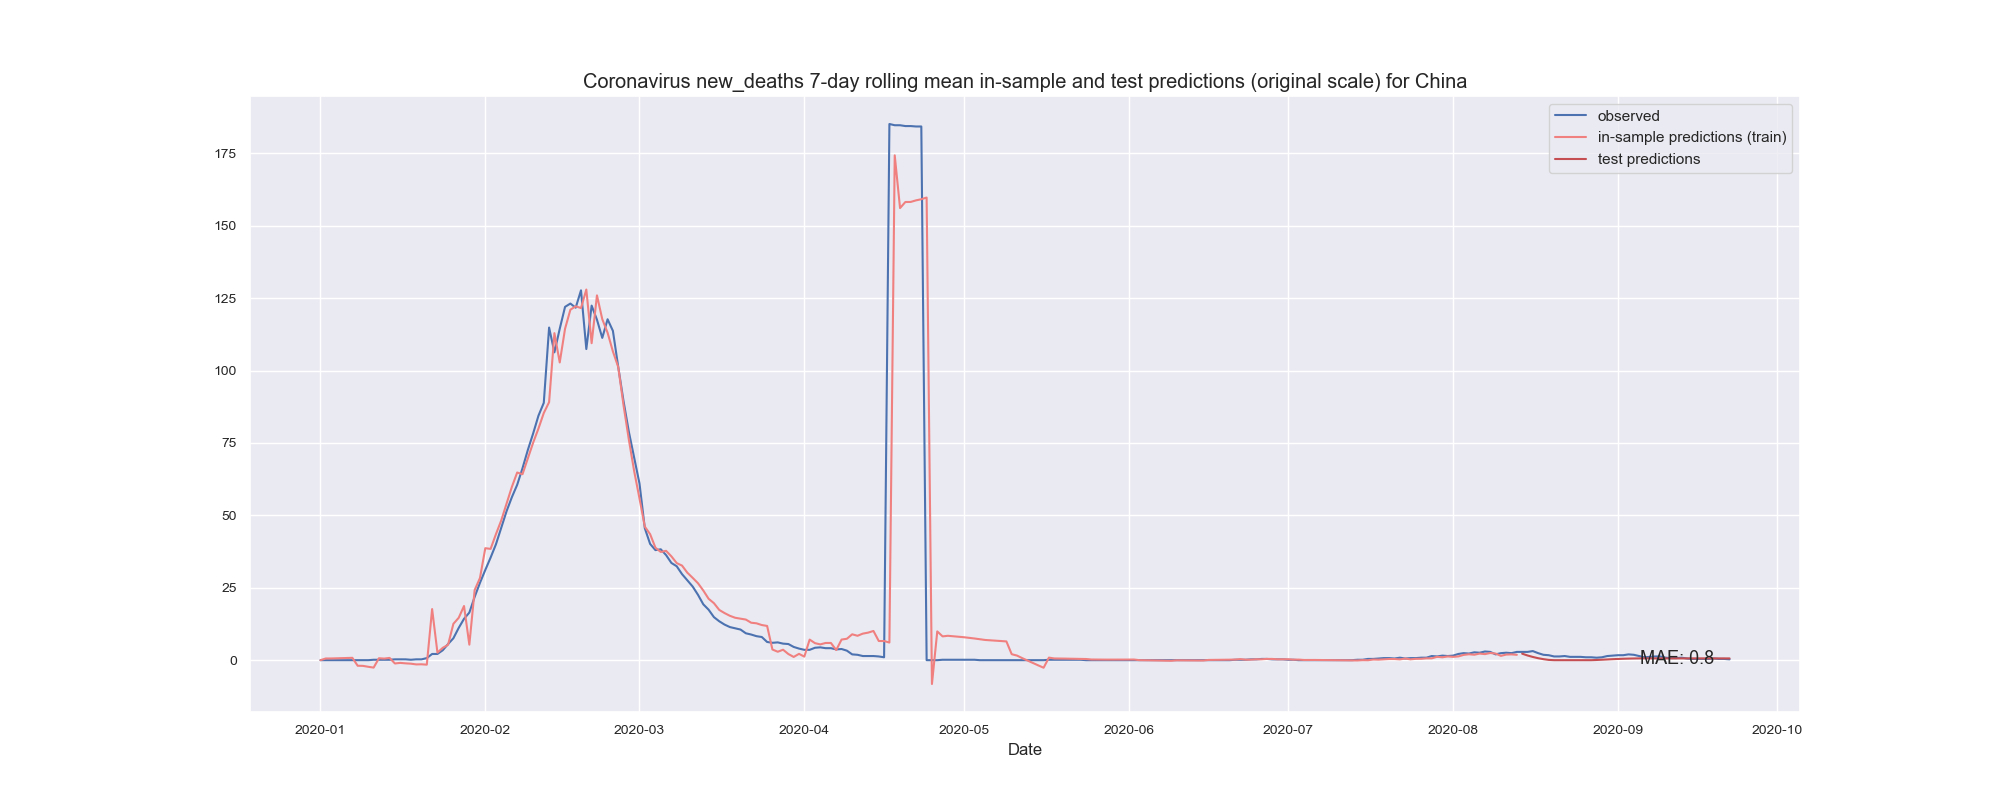 Coronavirus new_deaths 7-day rolling mean in-sample and test predictions (original scale) for China
observed
in-sample predictions (train)
test predictions
175
150
125
100
75
50
25
0
MAE: 0.8
2020-01 2020-02 2020-03 2020-04 2020-05 2020-06 2020-07 2020-08 2020-09 2020-10
Date